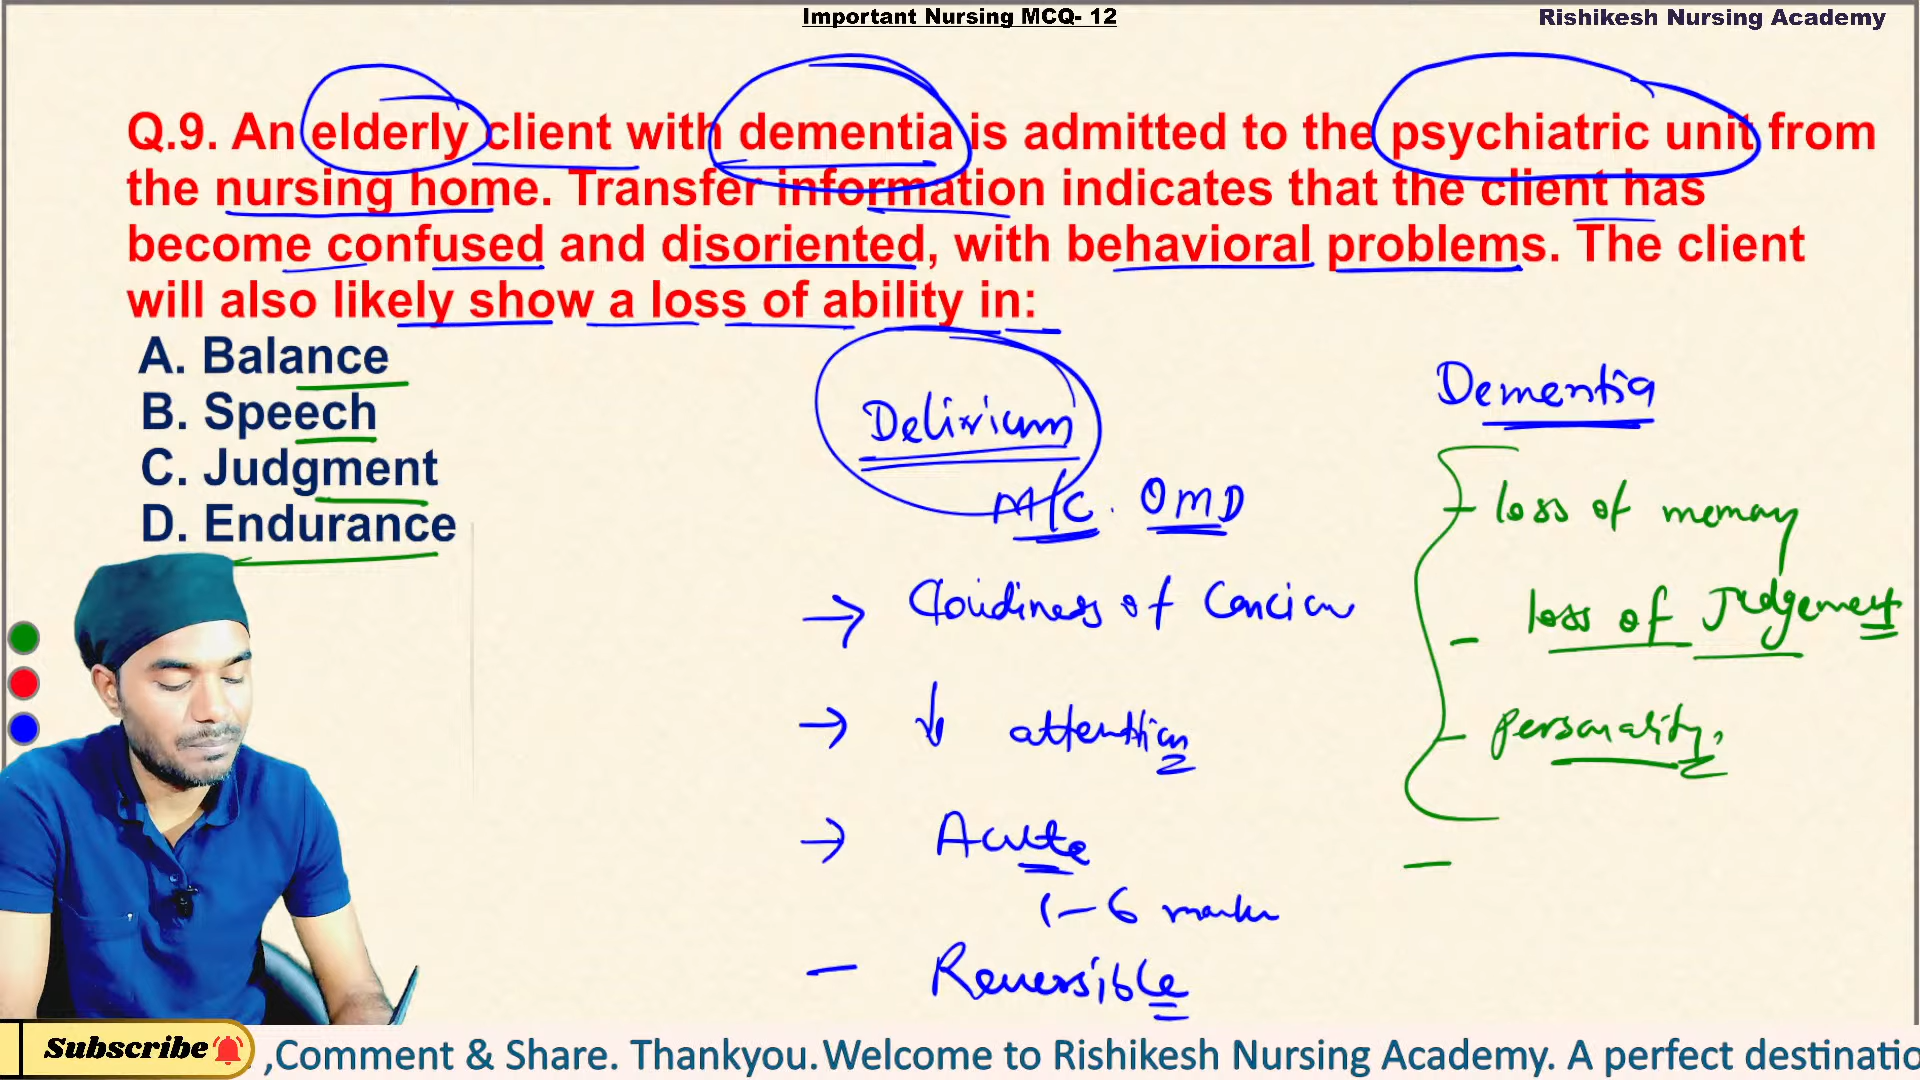 Important Nursing MCQ- 12
Rishikesh Nursing Academy
Q.9. An elderly client with dementia is admitted to the psychiatric unit from
the nursing home. Transfer information indicates that the client has
become confused and disoriented, with behavioral problems. The client
will also likely show a loss of ability in:
A. Balance
B. Speech
C. Judgment
D. Endurance
Delirium
M/C. OMD
→ Cloudiness of
→ ↓ attention
→ Acute
1-6
- Reversible
Dementia
- loss of memory
- loss of Judgement
- personality,
Subscribe
,Comment & Share. Thankyou.Welcome to Rishikesh Nursing Academy. A perfect destinatio